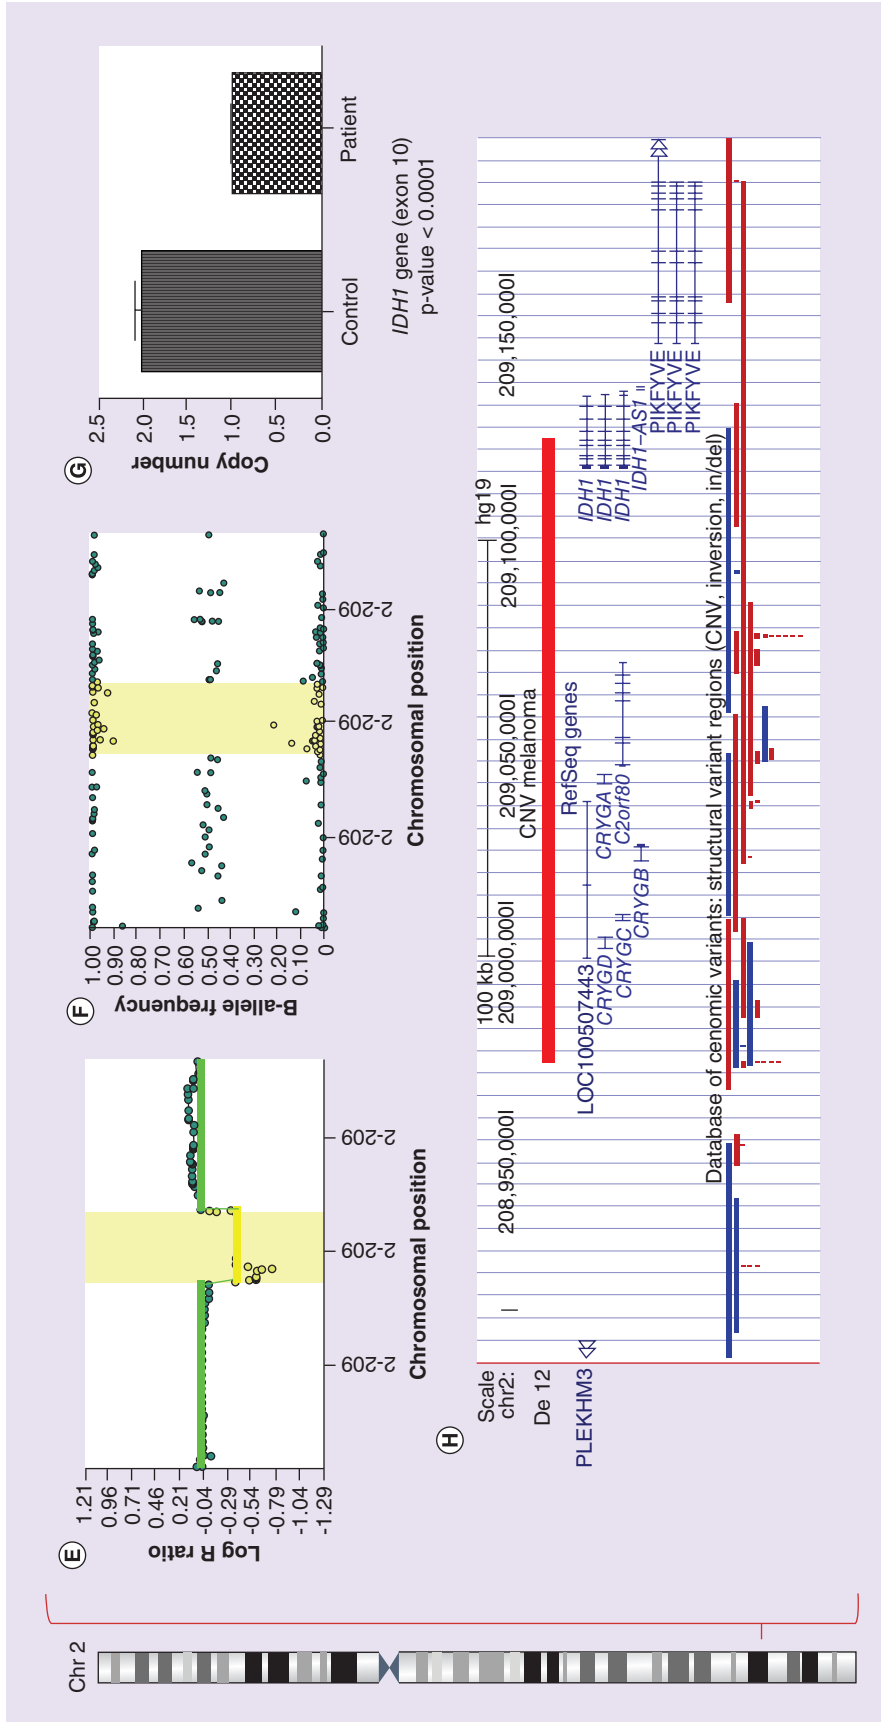 Chr 2
E
Log R ratio
1.21
0.96
0.71
0.46
0.21
-0.04
-0.29
-0.54
-0.79
-1.04
-1.29
2-209
2-209
2-209
Chromosomal position
F
B-allele frequency
1.00
0.90
0.80
0.70
0.60
0.50
0.40
0.30
0.20
0.10
0
2-209
2-209
2-209
Chromosomal position
G
Copy number
2.5
2.0
1.5
1.0
0.5
0.0
Control
Patient
IDH1 gene (exon 10)
p-value < 0.0001
H
Scale
100 kb
hg19
chr2:
208,950,000I
209,000,000I
209,050,000I
209,100,000I
209,150,000I
CNV melanoma
De 12
RefSeq genes
PLEKHM3
LOC100507443
IDH1
CRYGD
CRYGA
IDH1
CRYGC
C2orf80
IDH1
CRYGB
IDH1-AS1
PIKFYVE
PIKFYVE
PIKFYVE
Database of cenomic variants: structural variant regions (CNV, inversion, in/del)